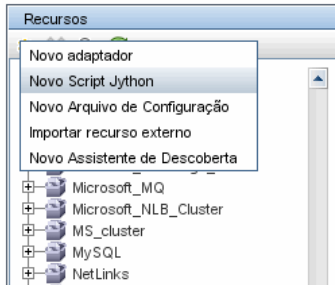 Recursos
Novo adaptador
Novo Script Jython
Novo Arquivo de Configuração
Importar recurso externo
Novo Assistente de Descoberta
Microsoft_MQ
Microsoft_NLB_Cluster
MS_cluster
MySQL
NetLinks